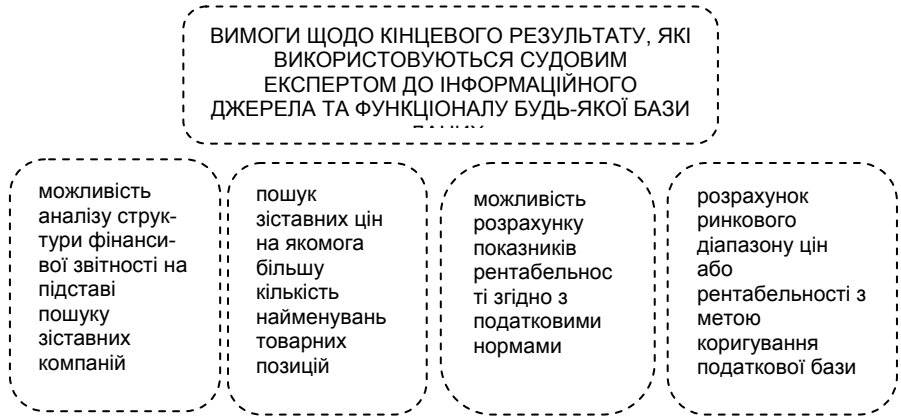 ВИМОГИ ЩОДО КІНЦЕВОГО РЕЗУЛЬТАТУ, ЯКІ
ВИКОРИСТОВУЮТЬСЯ СУДОВИМ
ЕКСПЕРТОМ ДО ІНФОРМАЦІЙНОГО
ДЖЕРЕЛА ТА ФУНКЦІОНАЛУ БУДЬ-ЯКОЇ БАЗИ
можливість
аналізу струк-
тури фінанси-
вої звітності на
підставі
пошуку
зіставних
компаній
пошук
зіставних цін
на якомога
більшу
кількість
найменувань
товарних
позицій
можливість
розрахунку
показників
рентабельнос
ті згідно з
податковими
нормами
розрахунок
ринкового
діапазону цін
або
рентабельності з
метою
коригування
податкової бази